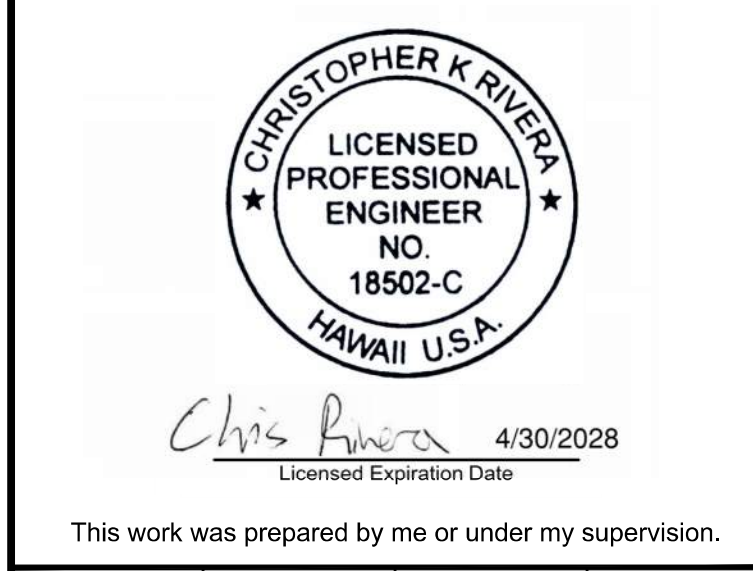 CHRISTOPHER K RIVERA
LICENSED
PROFESSIONAL
ENGINEER
NO.
18502-C
HAWAII U.S.A.
Chris Rivera 4/30/2028
Licensed Expiration Date
This work was prepared by me or under my supervision.